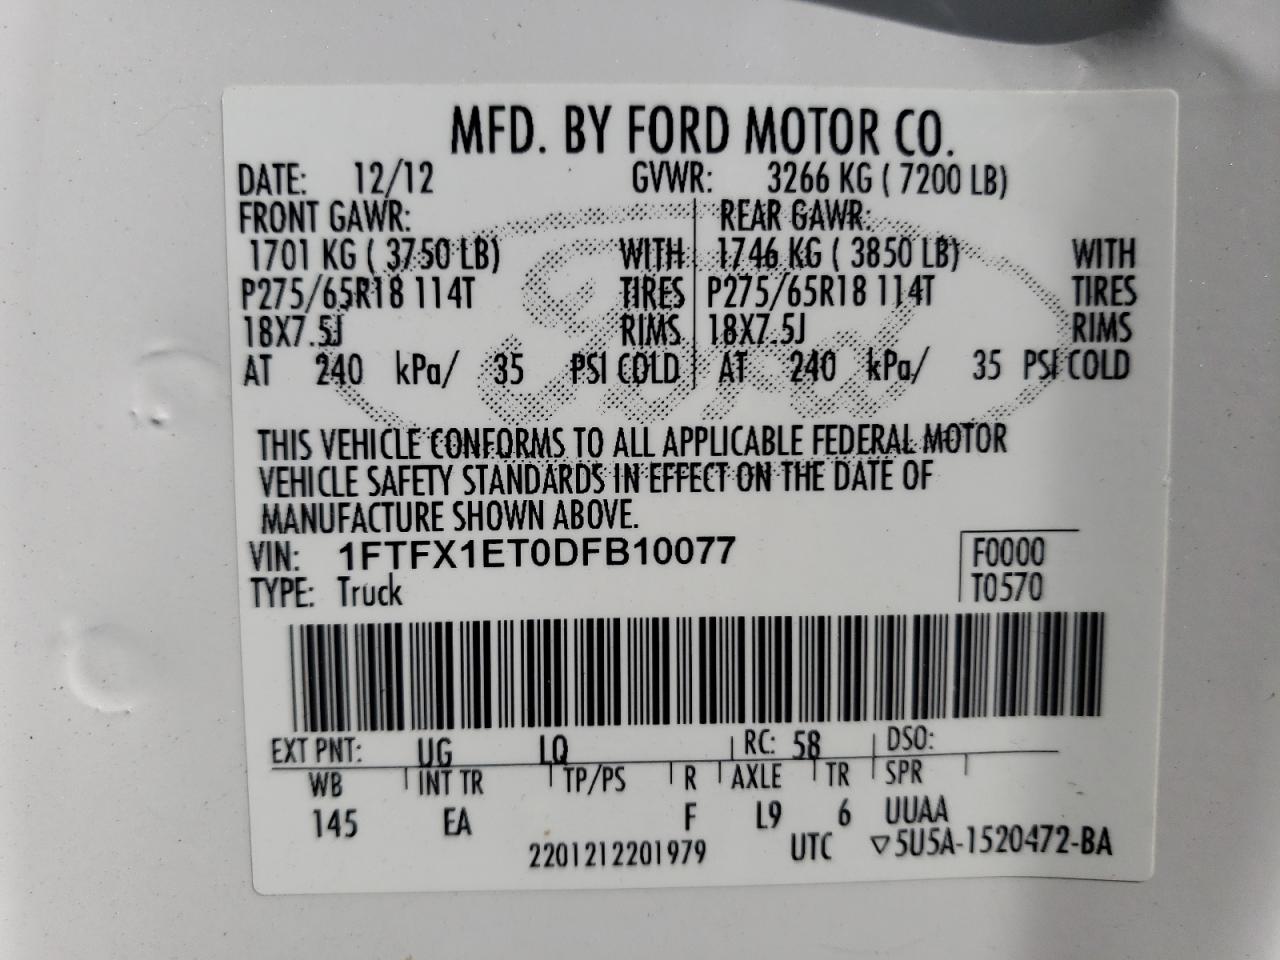 MFD. BY FORD MOTOR CO.
DATE: 12/12 GVWR: 3266 KG ( 7200 LB)
FRONT GAWR: REAR GAWR:
1701 KG ( 3750 LB) WITH 1746 KG ( 3850 LB) WITH
P275/65R18 114T TIRES P275/65R18 114T TIRES
18X7.5J RIMS 18X7.5J RIMS
AT 240 kPa/ 35 PSI COLD AT 240 kPa/ 35 PSI COLD
Ford
THIS VEHICLE CONFORMS TO ALL APPLICABLE FEDERAL MOTOR
VEHICLE SAFETY STANDARDS IN EFFECT ON THE DATE OF
MANUFACTURE SHOWN ABOVE.
VIN: 1FTFX1ET0DFB10077 F0000
TYPE: Truck T0570
EXT PNT: UG LQ RC: 58 DSO:
WB INT TR TP/PS R AXLE TR SPR
145 EA F L9 6 UUAA
2201212201979 UTC ▽5U5A-1520472-BA